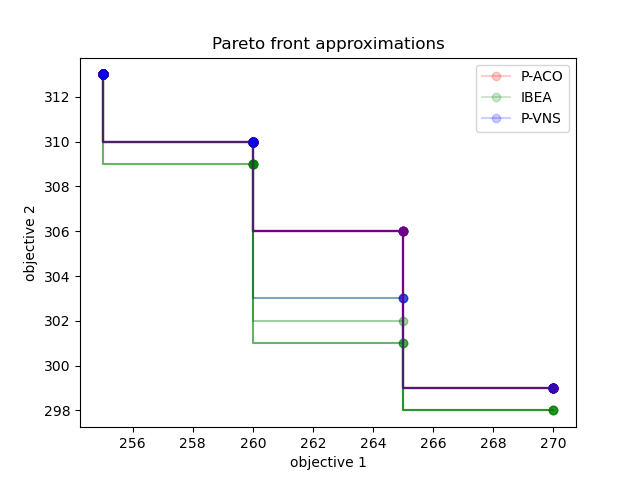 Pareto front approximations
P-ACO
IBEA
P-VNS
312
310
308
306
304
302
300
298
objective 2
256 258 260 262 264 266 268 270
objective 1